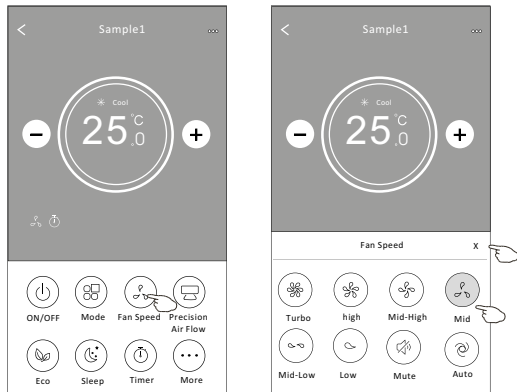 Sample1
Cool
25.0°C
ON/OFF
Mode
Fan Speed
Precision
Air Flow
Eco
Sleep
Timer
More
Sample1
Cool
25.0°C
Fan Speed X
Turbo
high
Mid-High
Mid
Mid-Low
Low
Mute
Auto